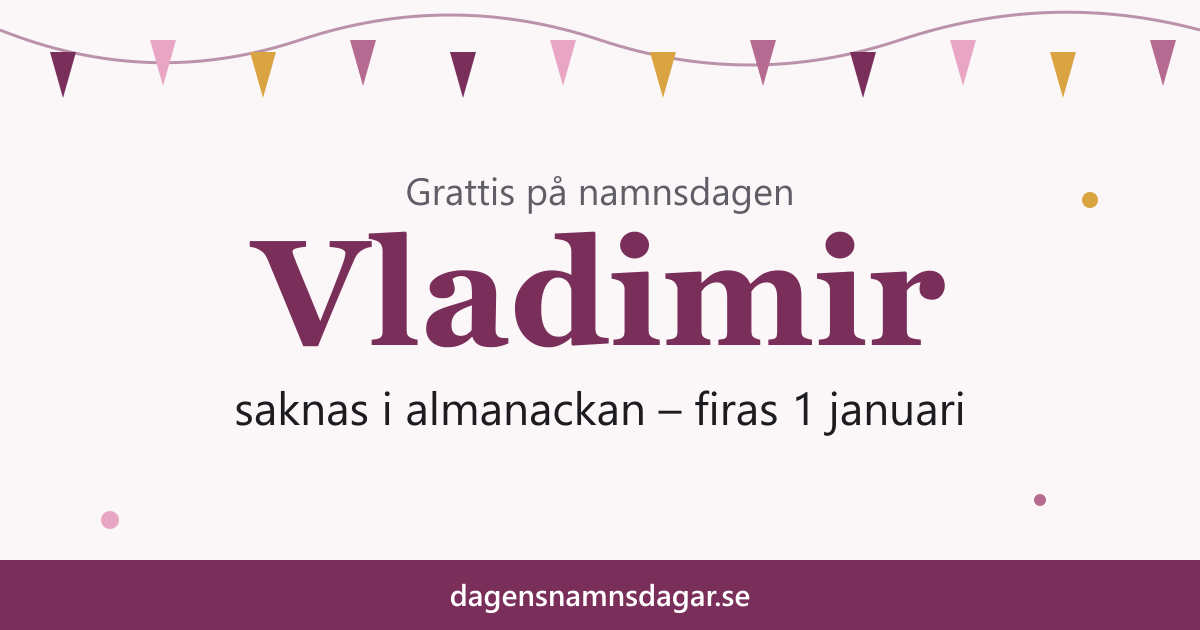 Grattis på namnsdagen
Vladimir
saknas i almanackan – firas 1 januari
dagensnamnsdagar.se